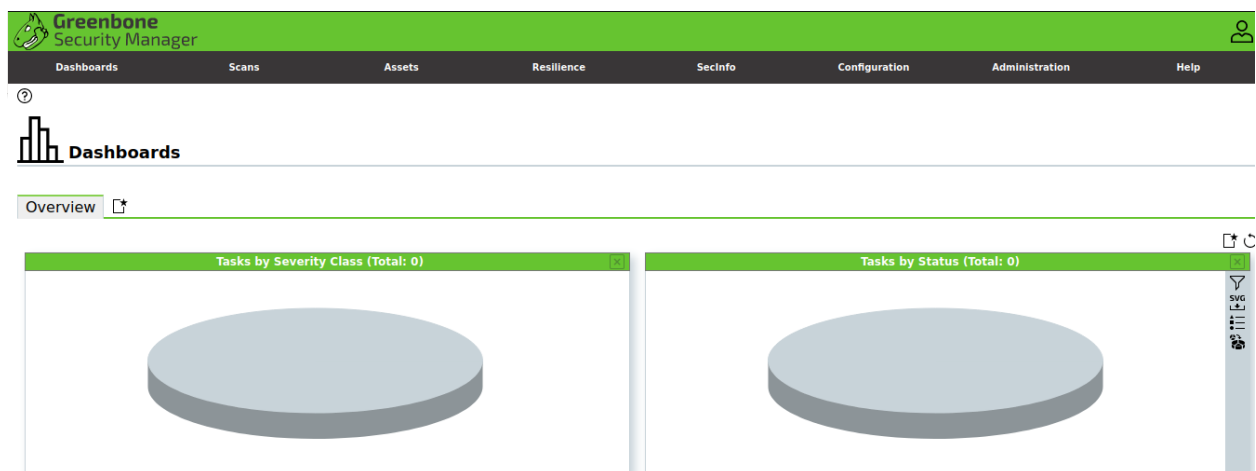 Greenbone
Security Manager
Dashboards Scans Assets Resilience SecInfo Configuration Administration Help
?
Dashboards
Overview
Tasks by Severity Class (Total: 0) Tasks by Status (Total: 0)
SVG